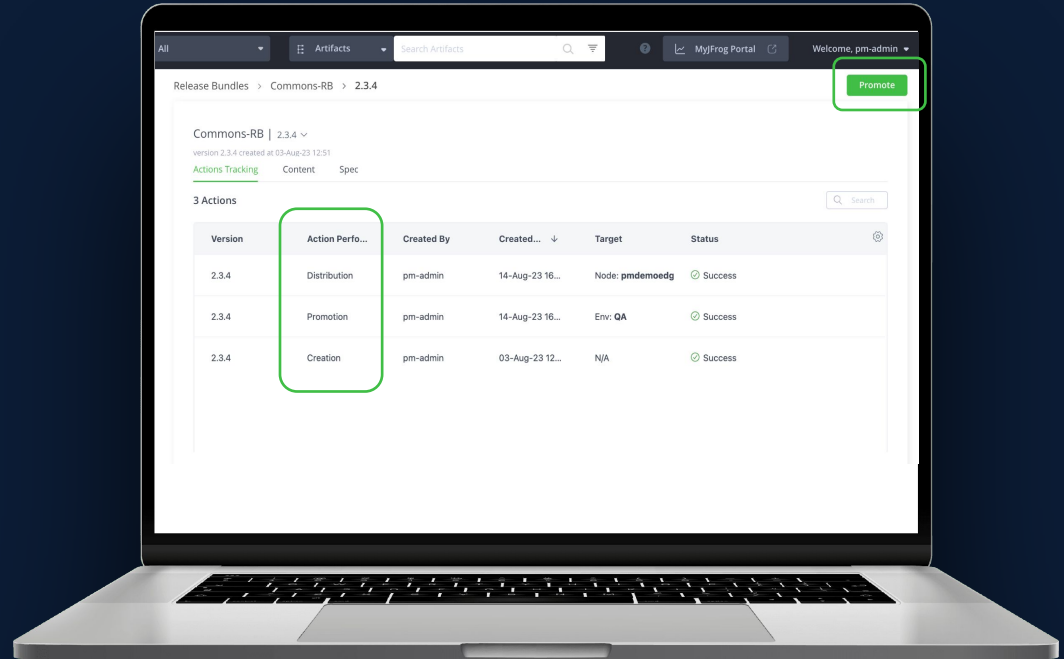 All
Artifacts
Search Artifacts
MyJFrog Portal
Welcome, pm-admin
Release Bundles > Commons-RB > 2.3.4
Promote
Commons-RB | 2.3.4
version 2.3.4 created at 03-Aug-23 12:51
Actions Tracking Content Spec
3 Actions
Search
Version Action Perfo... Created By Created... Target Status
2.3.4 Distribution pm-admin 14-Aug-23 16... Node: pmdemoedg Success
2.3.4 Promotion pm-admin 14-Aug-23 16... Env: QA Success
2.3.4 Creation pm-admin 03-Aug-23 12... N/A Success